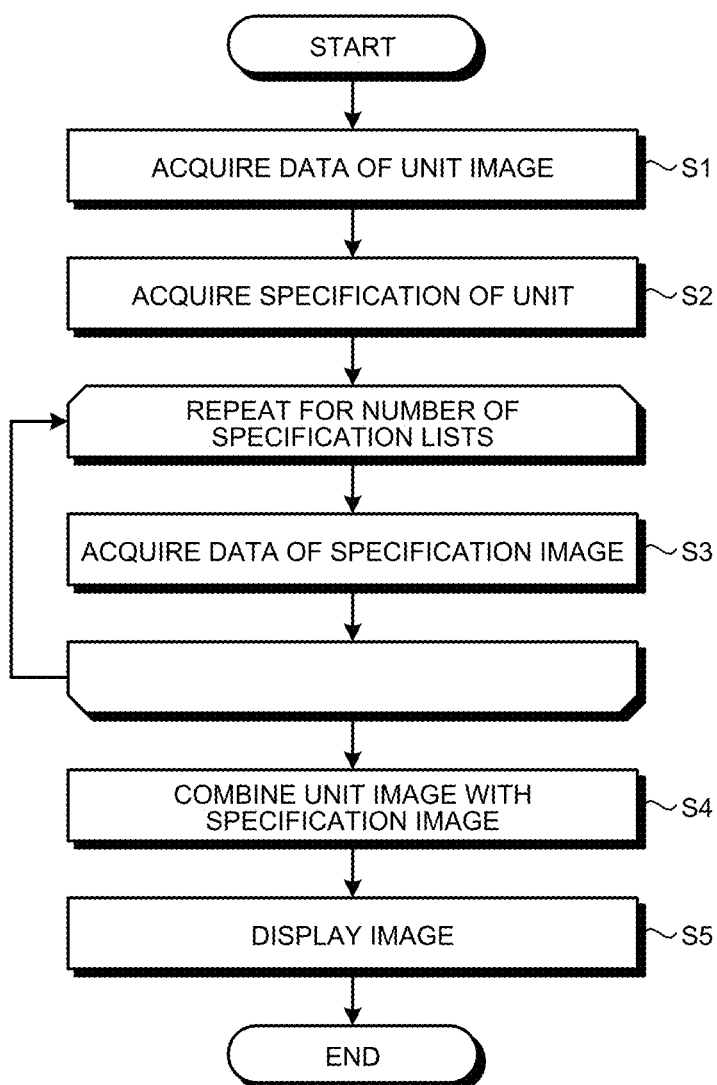 START
ACQUIRE DATA OF UNIT IMAGE
S1
ACQUIRE SPECIFICATION OF UNIT
S2
REPEAT FOR NUMBER OF
SPECIFICATION LISTS
ACQUIRE DATA OF SPECIFICATION IMAGE
S3
COMBINE UNIT IMAGE WITH
SPECIFICATION IMAGE
S4
DISPLAY IMAGE
S5
END